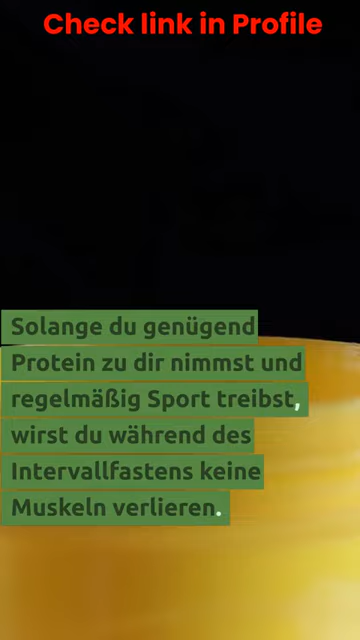 Check link in Profile
Solange du genügend
Protein zu dir nimmst und
regelmäßig Sport treibst,
wirst du während des
Intervallfastens keine
Muskeln verlieren.